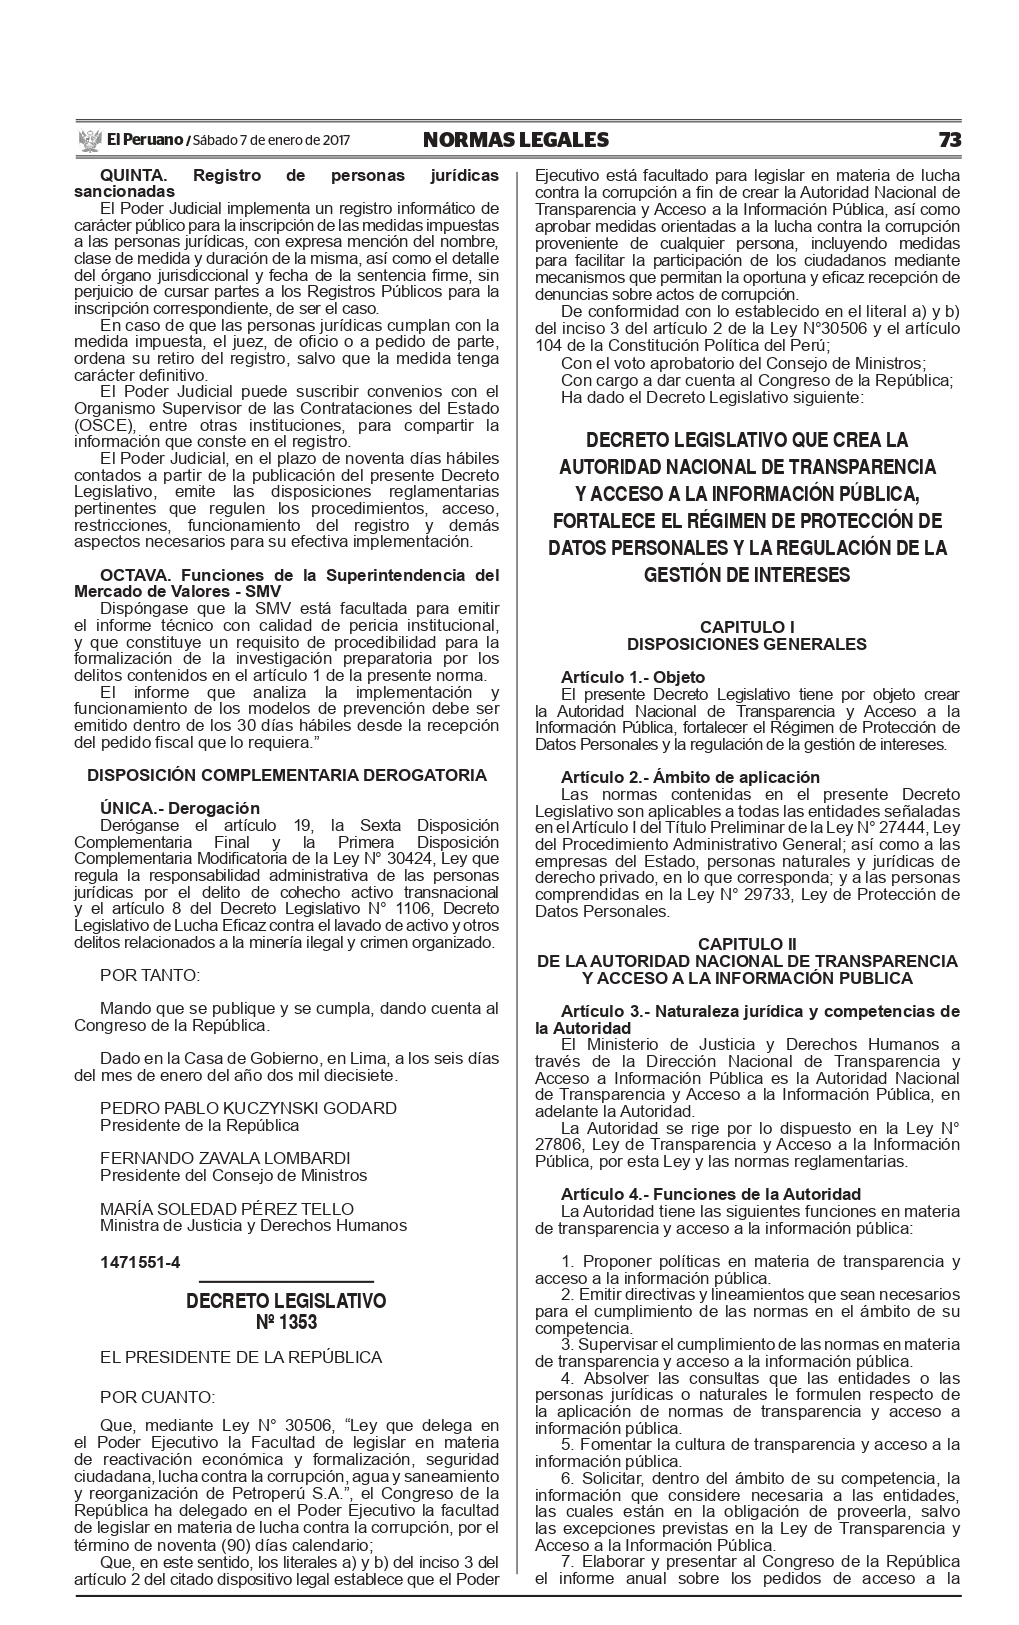 El Peruano / Sábado 7 de enero de 2017
NORMAS LEGALES
73
QUINTA. Registro de personas jurídicas
sancionadas
El Poder Judicial implementa un registro informático de
carácter público para la inscripción de las medidas impuestas
a las personas jurídicas, con expresa mención del nombre,
clase de medida y duración de la misma, así como el detalle
del órgano jurisdiccional y fecha de la sentencia firme, sin
perjuicio de cursar partes a los Registros Públicos para la
inscripción correspondiente, de ser el caso.
En caso de que las personas jurídicas cumplan con la
medida impuesta, el juez, de oficio o a pedido de parte,
ordena su retiro del registro, salvo que la medida tenga
carácter definitivo.
El Poder Judicial puede suscribir convenios con el
Organismo Supervisor de las Contrataciones del Estado
(OSCE), entre otras instituciones, para compartir la
información que conste en el registro.
El Poder Judicial, en el plazo de noventa días hábiles
contados a partir de la publicación del presente Decreto
Legislativo, emite las disposiciones reglamentarias
pertinentes que regulen los procedimientos, acceso,
restricciones, funcionamiento del registro y demás
aspectos necesarios para su efectiva implementación.
OCTAVA. Funciones de la Superintendencia del
Mercado de Valores - SMV
Dispóngase que la SMV está facultada para emitir
el informe técnico con calidad de pericia institucional,
y que constituye un requisito de procedibilidad para la
formalización de la investigación preparatoria por los
delitos contenidos en el artículo 1 de la presente norma.
El informe que analiza la implementación y
funcionamiento de los modelos de prevención debe ser
emitido dentro de los 30 días hábiles desde la recepción
del pedido fiscal que lo requiera.”
DISPOSICIÓN COMPLEMENTARIA DEROGATORIA
ÚNICA.- Derogación
Deróganse el artículo 19, la Sexta Disposición
Complementaria Final y la Primera Disposición
Complementaria Modificatoria de la Ley N° 30424, Ley que
regula la responsabilidad administrativa de las personas
jurídicas por el delito de cohecho activo transnacional
y el artículo 8 del Decreto Legislativo N° 1106, Decreto
Legislativo de Lucha Eficaz contra el lavado de activo y otros
delitos relacionados a la minería ilegal y crimen organizado.
POR TANTO:
Mando que se publique y se cumpla, dando cuenta al
Congreso de la República.
Dado en la Casa de Gobierno, en Lima, a los seis días
del mes de enero del año dos mil diecisiete.
PEDRO PABLO KUCZYNSKI GODARD
Presidente de la República
FERNANDO ZAVALA LOMBARDI
Presidente del Consejo de Ministros
MARÍA SOLEDAD PÉREZ TELLO
Ministra de Justicia y Derechos Humanos
1471551-4
DECRETO LEGISLATIVO
Nº 1353
EL PRESIDENTE DE LA REPÚBLICA
POR CUANTO:
Que, mediante Ley N° 30506, “Ley que delega en
el Poder Ejecutivo la Facultad de legislar en materia
de reactivación económica y formalización, seguridad
ciudadana, lucha contra la corrupción, agua y saneamiento
y reorganización de Petroperú S.A.”, el Congreso de la
República ha delegado en el Poder Ejecutivo la facultad
de legislar en materia de lucha contra la corrupción, por el
término de noventa (90) días calendario;
Que, en este sentido, los literales a) y b) del inciso 3 del
artículo 2 del citado dispositivo legal establece que el Poder
Ejecutivo está facultado para legislar en materia de lucha
contra la corrupción a fin de crear la Autoridad Nacional de
Transparencia y Acceso a la Información Pública, así como
aprobar medidas orientadas a la lucha contra la corrupción
proveniente de cualquier persona, incluyendo medidas
para facilitar la participación de los ciudadanos mediante
mecanismos que permitan la oportuna y eficaz recepción de
denuncias sobre actos de corrupción.
De conformidad con lo establecido en el literal a) y b)
del inciso 3 del artículo 2 de la Ley N°30506 y el artículo
104 de la Constitución Política del Perú;
Con el voto aprobatorio del Consejo de Ministros;
Con cargo a dar cuenta al Congreso de la República;
Ha dado el Decreto Legislativo siguiente:
DECRETO LEGISLATIVO QUE CREA LA
AUTORIDAD NACIONAL DE TRANSPARENCIA
Y ACCESO A LA INFORMACIÓN PÚBLICA,
FORTALECE EL RÉGIMEN DE PROTECCIÓN DE
DATOS PERSONALES Y LA REGULACIÓN DE LA
GESTIÓN DE INTERESES
CAPITULO I
DISPOSICIONES GENERALES
Artículo 1.- Objeto
El presente Decreto Legislativo tiene por objeto crear
la Autoridad Nacional de Transparencia y Acceso a la
Información Pública, fortalecer el Régimen de Protección de
Datos Personales y la regulación de la gestión de intereses.
Artículo 2.- Ámbito de aplicación
Las normas contenidas en el presente Decreto
Legislativo son aplicables a todas las entidades señaladas
en el Artículo I del Título Preliminar de la Ley N° 27444, Ley
del Procedimiento Administrativo General; así como a las
empresas del Estado, personas naturales y jurídicas de
derecho privado, en lo que corresponda; y a las personas
comprendidas en la Ley N° 29733, Ley de Protección de
Datos Personales.
CAPITULO II
DE LA AUTORIDAD NACIONAL DE TRANSPARENCIA
Y ACCESO A LA INFORMACIÓN PUBLICA
Artículo 3.- Naturaleza jurídica y competencias de
la Autoridad
El Ministerio de Justicia y Derechos Humanos a
través de la Dirección Nacional de Transparencia y
Acceso a Información Pública es la Autoridad Nacional
de Transparencia y Acceso a la Información Pública, en
adelante la Autoridad.
La Autoridad se rige por lo dispuesto en la Ley N°
27806, Ley de Transparencia y Acceso a la Información
Pública, por esta Ley y las normas reglamentarias.
Artículo 4.- Funciones de la Autoridad
La Autoridad tiene las siguientes funciones en materia
de transparencia y acceso a la información pública:
1. Proponer políticas en materia de transparencia y
acceso a la información pública.
2. Emitir directivas y lineamientos que sean necesarios
para el cumplimiento de las normas en el ámbito de su
competencia.
3. Supervisar el cumplimiento de las normas en materia
de transparencia y acceso a la información pública.
4. Absolver las consultas que las entidades o las
personas jurídicas o naturales le formulen respecto de
la aplicación de normas de transparencia y acceso a
información pública.
5. Fomentar la cultura de transparencia y acceso a la
información pública.
6. Solicitar, dentro del ámbito de su competencia, la
información que considere necesaria a las entidades,
las cuales están en la obligación de proveerla, salvo
las excepciones previstas en la Ley de Transparencia y
Acceso a la Información Pública.
7. Elaborar y presentar al Congreso de la República
el informe anual sobre los pedidos de acceso a la